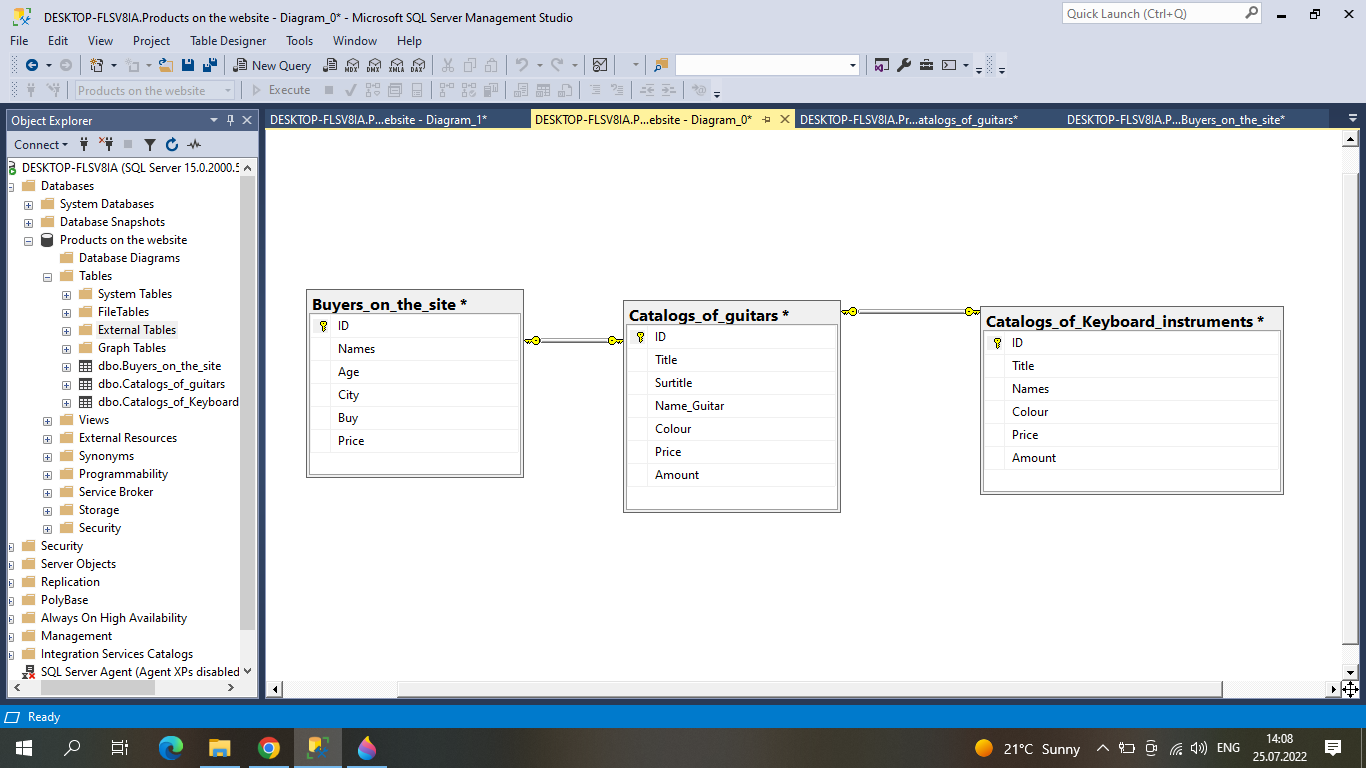 DESKTOP-FLSV8IA.Products on the website - Diagram_0* - Microsoft SQL Server Management Studio
Quick Launch (Ctrl+Q)
File Edit View Project Table Designer Tools Window Help
New Query MDX DMX XMLA DAX
Products on the website Execute
Object Explorer
DESKTOP-FLSV8IA.P...ebsite - Diagram_1* DESKTOP-FLSV8IA.P...ebsite - Diagram_0* DESKTOP-FLSV8IA.Pr...atalogs_of_guitars* DESKTOP-FLSV8IA.P...Buyers_on_the_site*
Connect
DESKTOP-FLSV8IA (SQL Server 15.0.2000.5
Databases
System Databases
Database Snapshots
Products on the website
Database Diagrams
Tables
System Tables
FileTables
External Tables
Graph Tables
dbo.Buyers_on_the_site
dbo.Catalogs_of_guitars
dbo.Catalogs_of_Keyboard
Views
External Resources
Synonyms
Programmability
Service Broker
Storage
Security
Security
Server Objects
Replication
PolyBase
Always On High Availability
Management
Integration Services Catalogs
SQL Server Agent (Agent XPs disabled
Buyers_on_the_site *
ID
Names
Age
City
Buy
Price
Catalogs_of_guitars *
ID
Title
Surtitle
Name_Guitar
Colour
Price
Amount
Catalogs_of_Keyboard_instruments *
ID
Title
Names
Colour
Price
Amount
Ready
21°C Sunny
ENG
14:08
25.07.2022